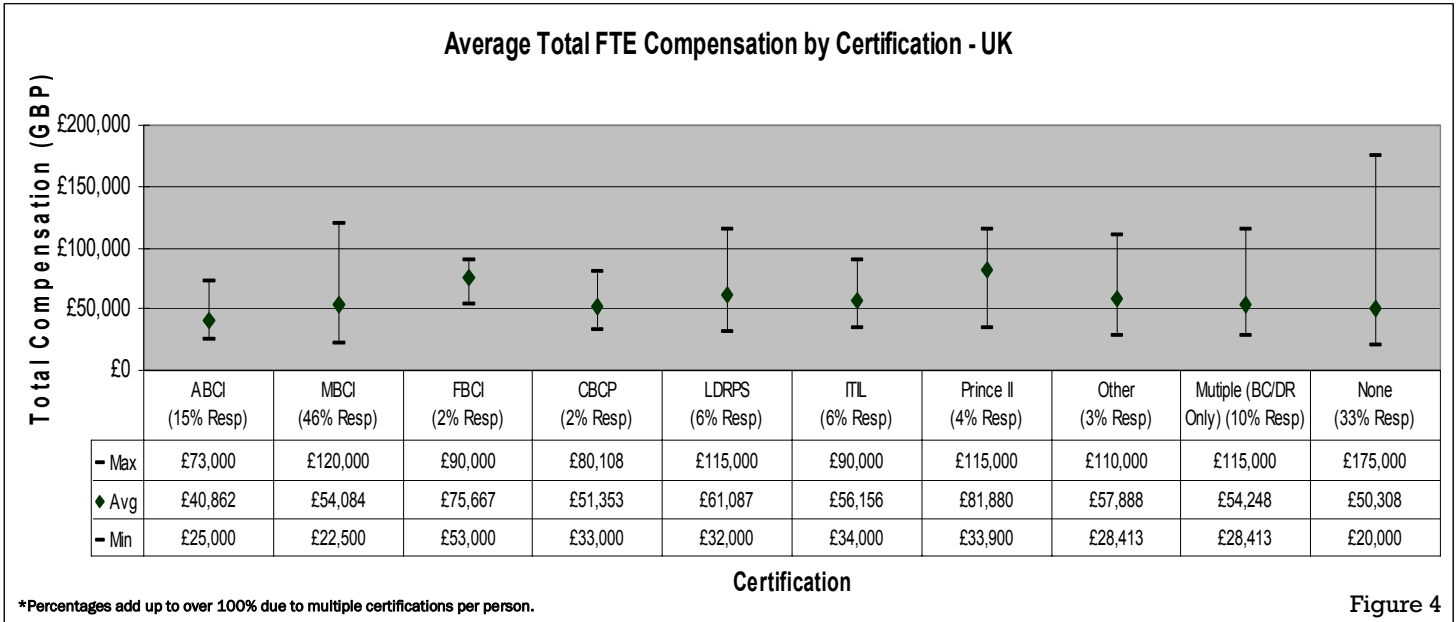 Average Total FTE Compensation by Certification - UK
Total Compensation (GBP)
£200,000
£150,000
£100,000
£50,000
£0
ABCI MBCI FBCI CBCP LDRPS ITIL Prince II Other Mutiple (BC/DR None
(15% Resp) (46% Resp) (2% Resp) (2% Resp) (6% Resp) (6% Resp) (4% Resp) (3% Resp) Only) (10% Resp) (33% Resp)
Max £73,000 £120,000 £90,000 £80,108 £115,000 £90,000 £115,000 £110,000 £115,000 £175,000
Avg £40,862 £54,084 £75,667 £51,353 £61,087 £56,156 £81,880 £57,888 £54,248 £50,308
Min £25,000 £22,500 £53,000 £33,000 £32,000 £34,000 £33,900 £28,413 £28,413 £20,000
Certification
*Percentages add up to over 100% due to multiple certifications per person.
Figure 4